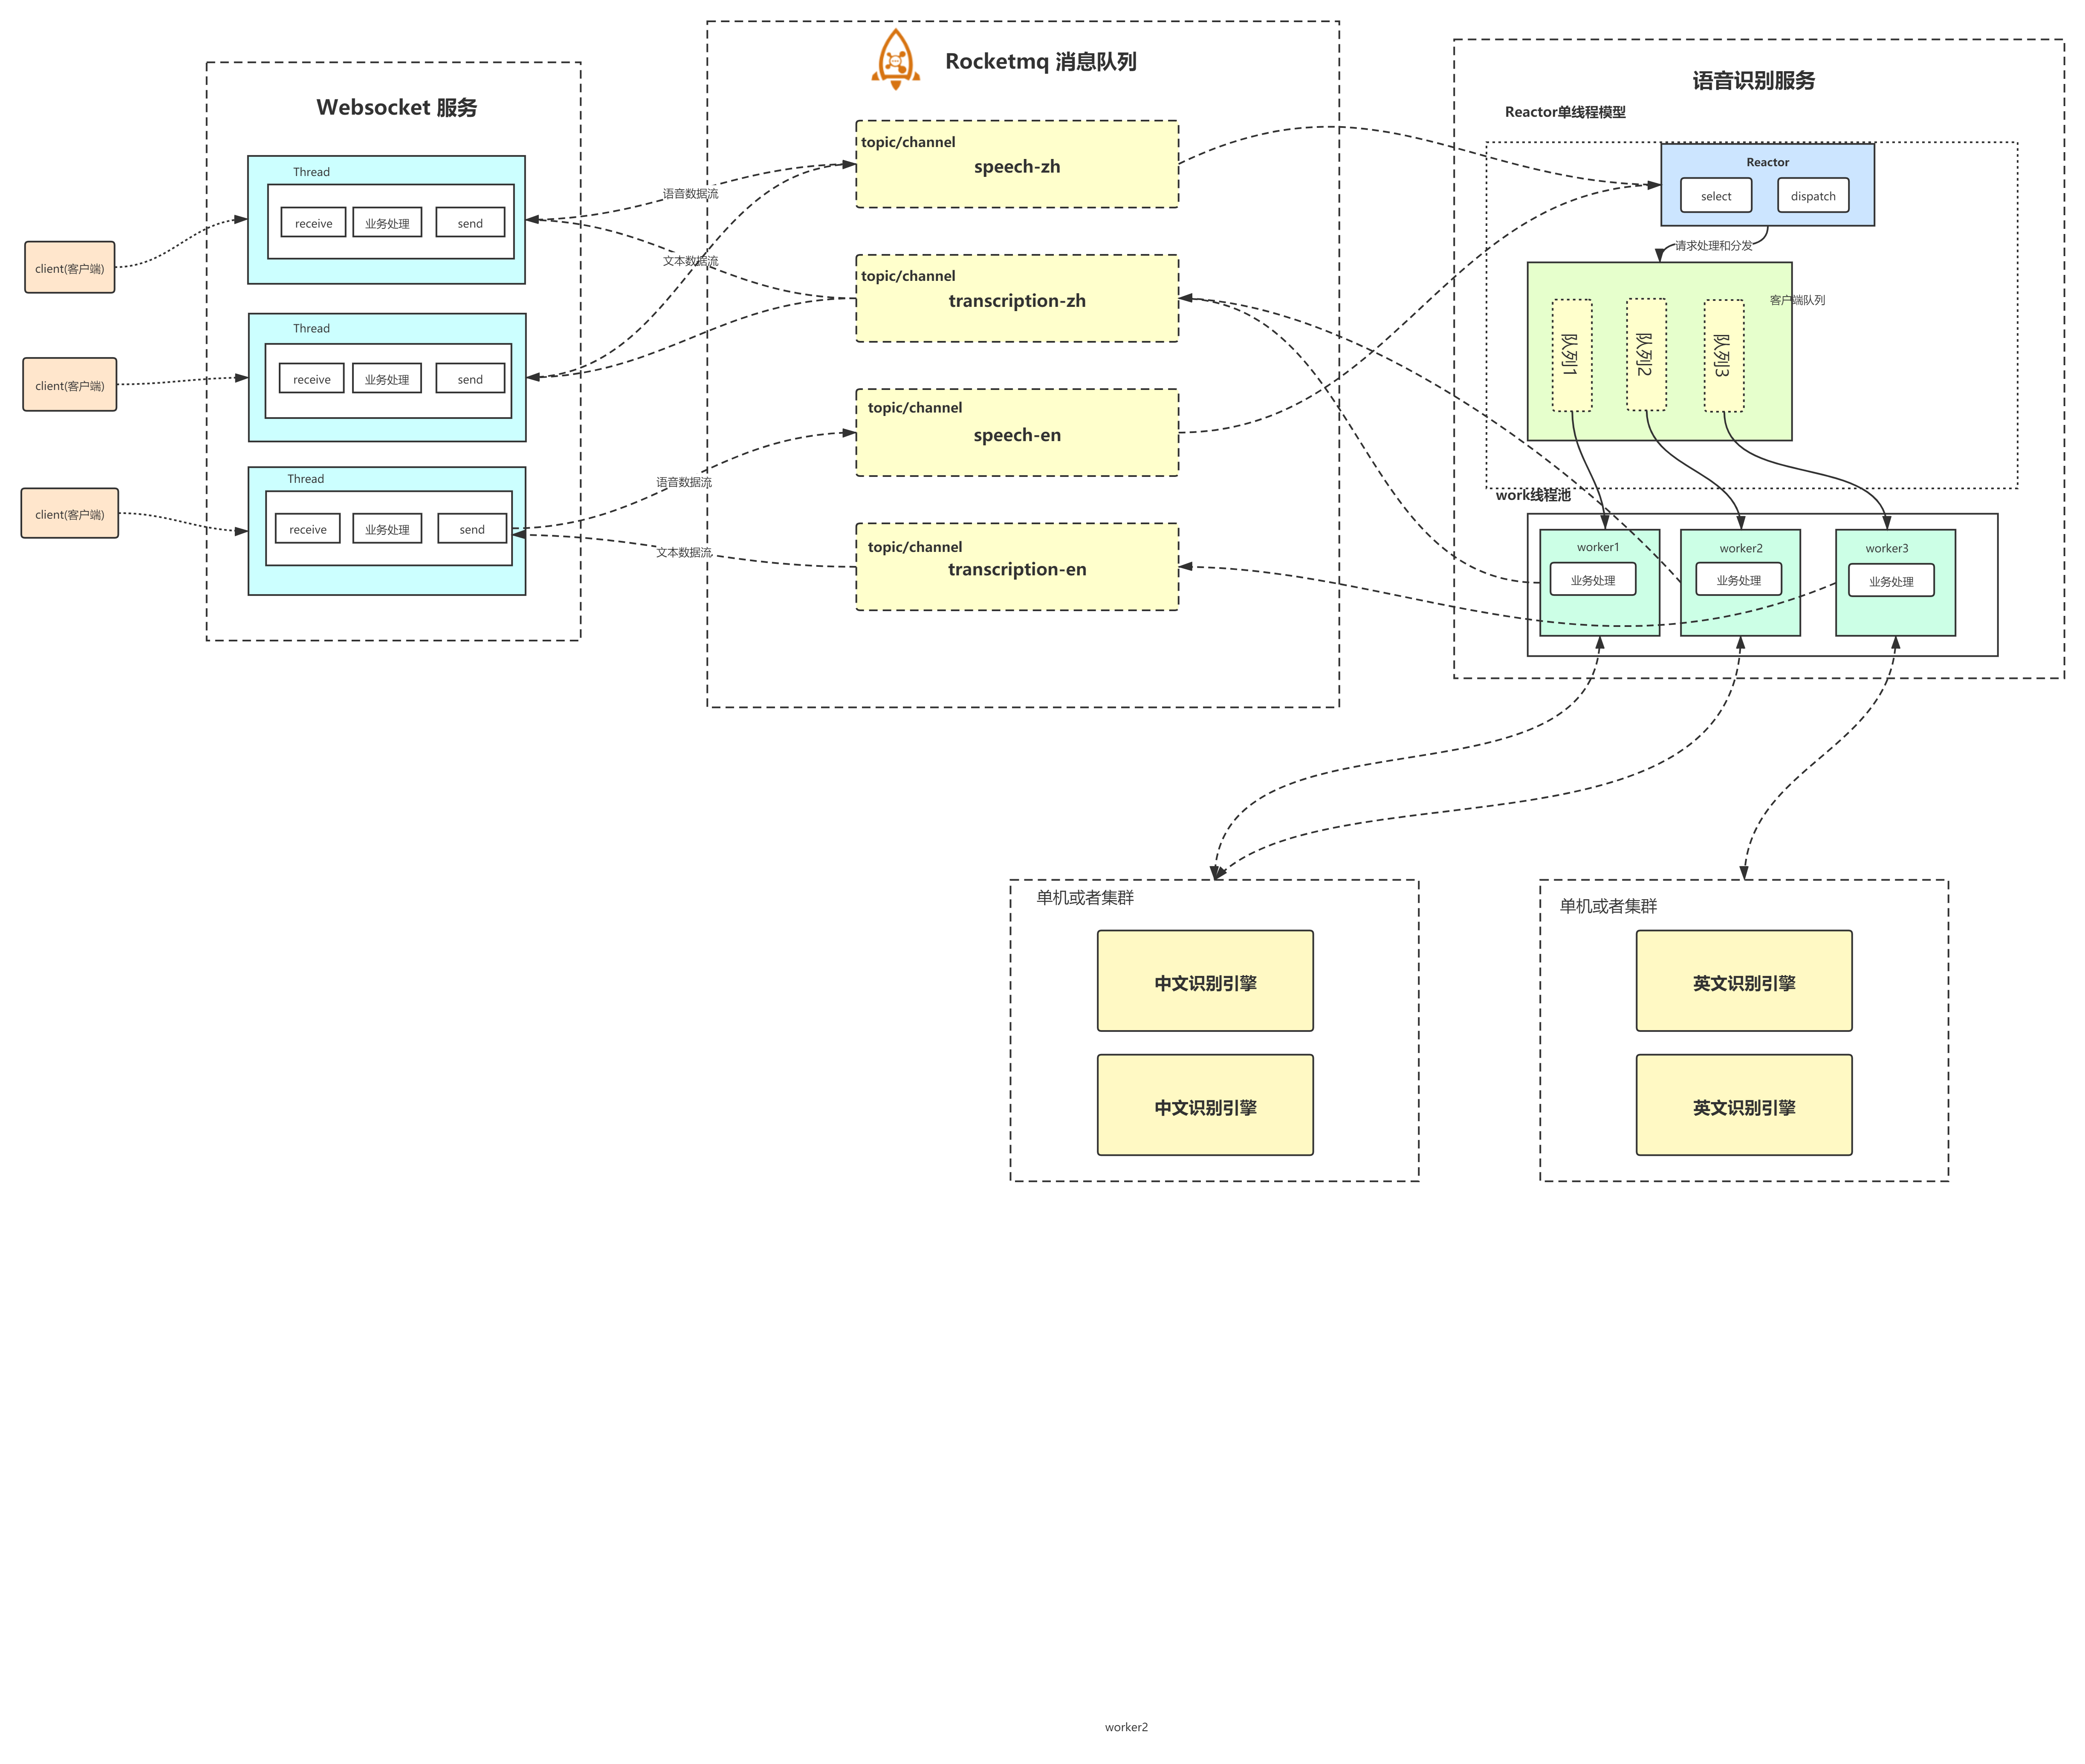 Websocket 服务
Thread
receive
业务处理
send
Thread
receive
业务处理
send
Thread
receive
业务处理
send
client(客户端)
client(客户端)
client(客户端)
语音数据流
文本数据流
语音数据流
文本数据流
Rocketmq 消息队列
topic/channel
speech-zh
topic/channel
transcription-zh
topic/channel
speech-en
topic/channel
transcription-en
语音识别服务
Reactor单线程模型
Reactor
select
dispatch
请求处理和分发
客户端队列
队列1
队列2
队列3
work线程池
worker1
业务处理
worker2
业务处理
worker3
业务处理
单机或者集群
中文识别引擎
中文识别引擎
单机或者集群
英文识别引擎
英文识别引擎
worker2